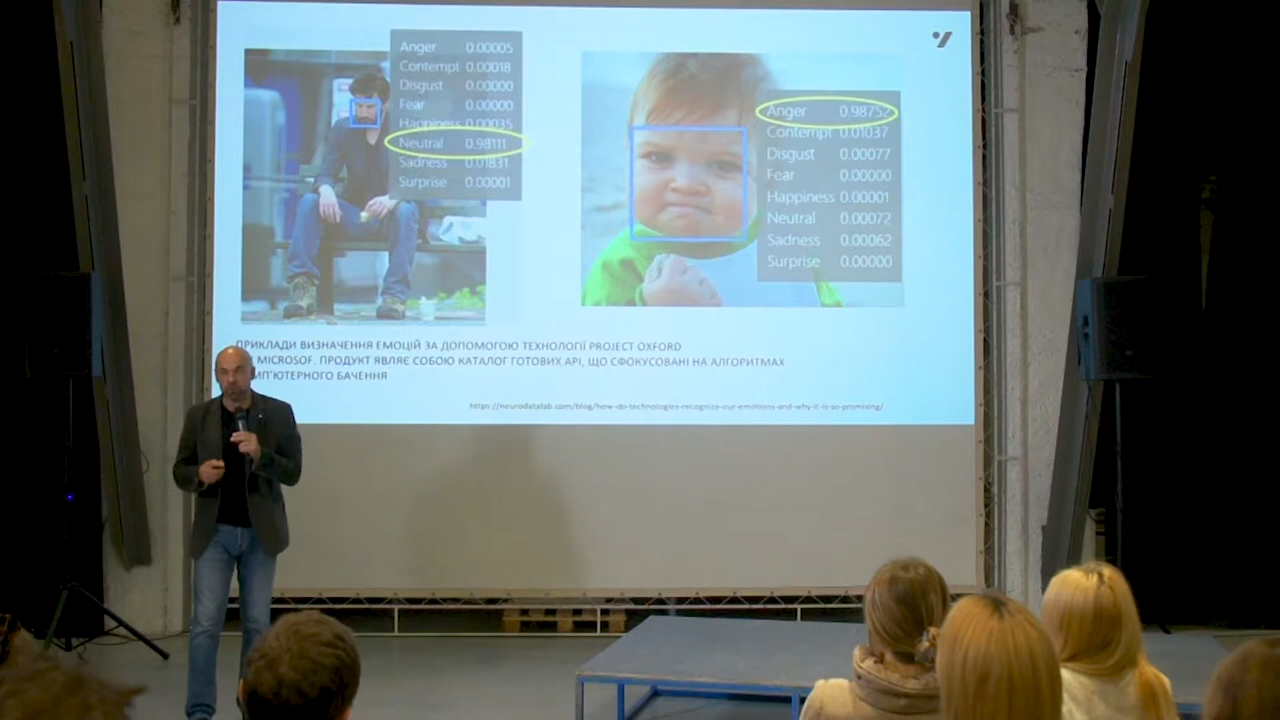 Anger 0.00005
Contempt 0.00018
Disgust 0.00000
Fear 0.00000
Happiness 0.00035
Neutral 0.98111
Sadness 0.01831
Surprise 0.00001
Anger 0.98752
Contempt 0.01037
Disgust 0.00077
Fear 0.00000
Happiness 0.00001
Neutral 0.00072
Sadness 0.00062
Surprise 0.00000
ПРИКЛАДИ ВИЗНАЧЕННЯ ЕМОЦІЙ ЗА ДОПОМОГОЮ ТЕХНОЛОГІЇ PROJECT OXFORD
MICROSOF. ПРОДУКТ ЯВЛЯЄ СОБОЮ КАТАЛОГ ГОТОВИХ АРІ, ЩО СФОКУСОВАНІ НА АЛГОРИТМАХ
МП'ЮТЕРНОГО БАЧЕННЯ
https://neurodatalab.com/blog/how-do-technologies-recognize-our-emotions-and-why-it-is-so-promising/